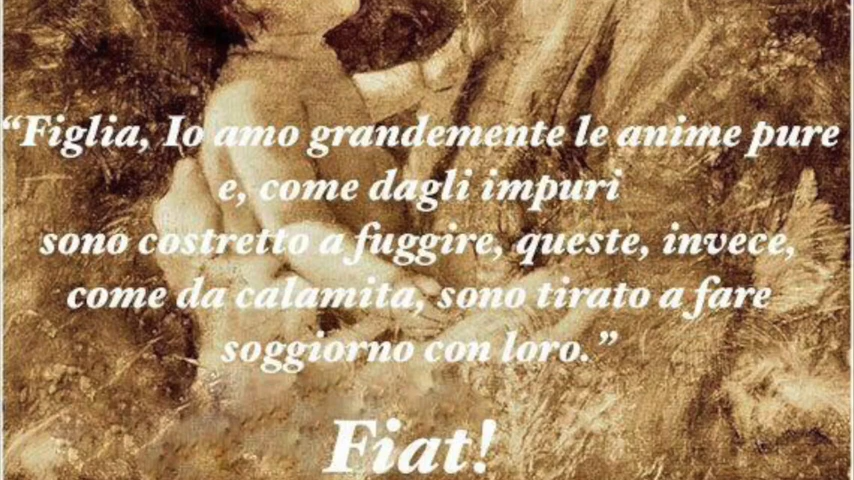 “Figlia, Io amo grandemente le anime pure
e, come dagli impuri
sono costretto a fuggire, queste, invece,
come da calamita, sono tirato a fare
soggiorno con loro.”
Fiat!